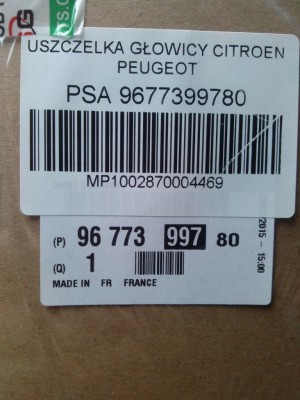 USZCZELKA GŁOWICY CITROEN
PEUGEOT
PSA 9677399780
MP1002870004469
(P) 96 773 997 80
(Q) 1
MADE IN FR FRANCE
2015 - 15:00